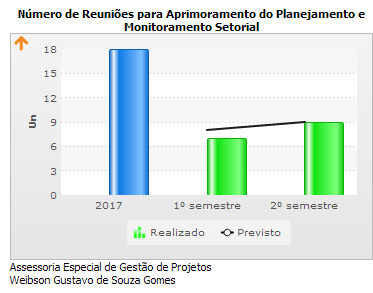 Número de Reuniões para Aprimoramento do Planejamento e
Monitoramento Setorial
18
15
12
9
6
3
0
Un
2017
1º semestre
2º semestre
Realizado
Previsto
Assessoria Especial de Gestão de Projetos
Weibson Gustavo de Souza Gomes